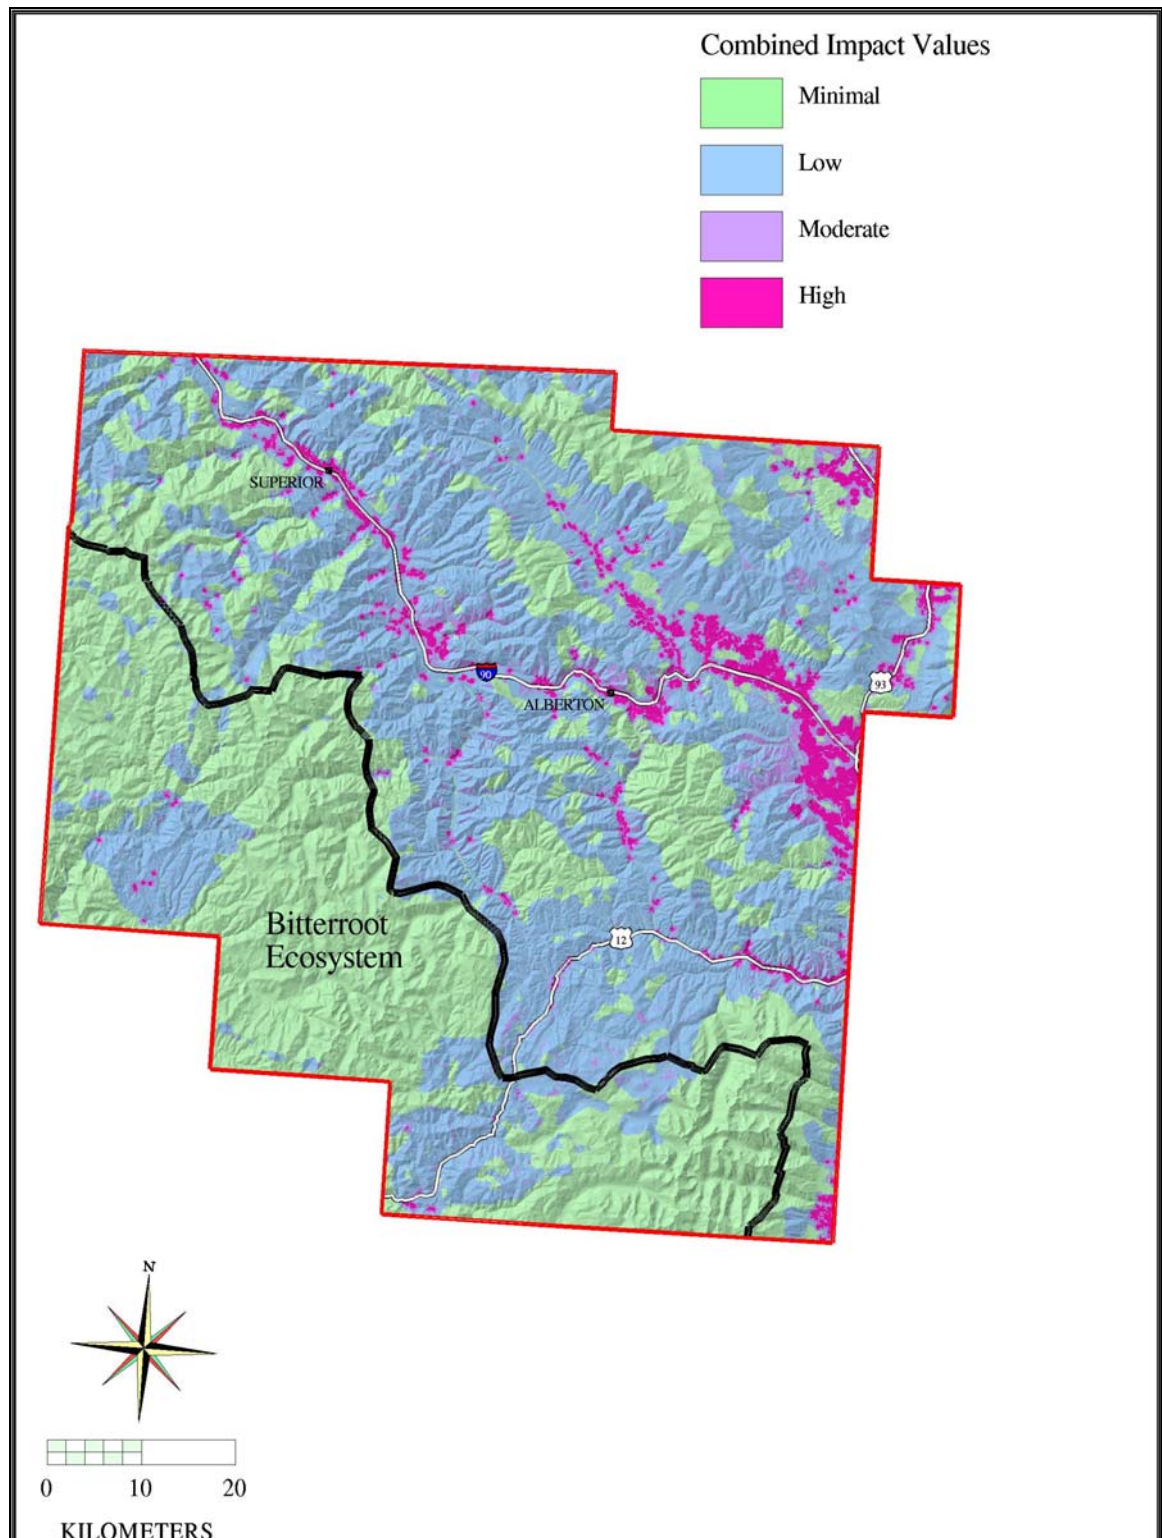 Combined Impact Values
Minimal
Low
Moderate
High
SUPERIOR
90
ALBERTON
93
Bitterroot
Ecosystem
12
N
0 10 20
KILOMETERS